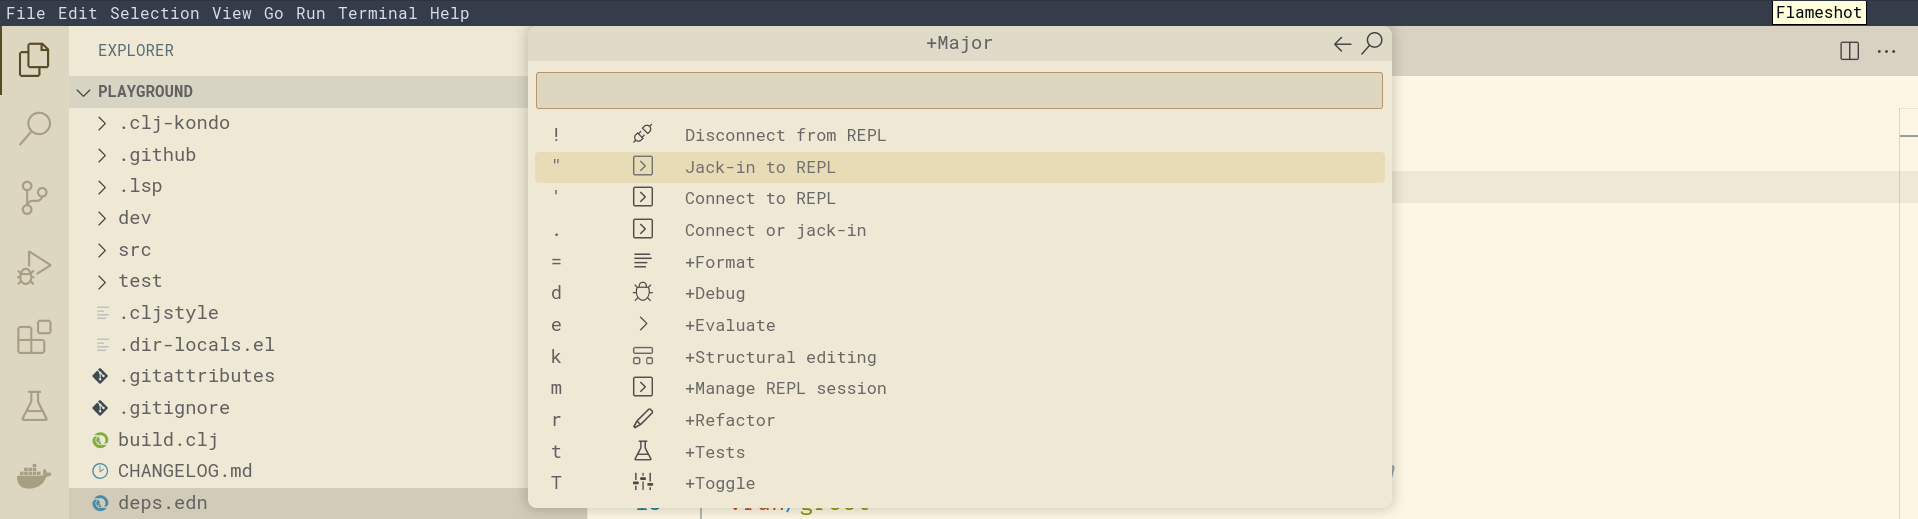 File Edit Selection View Go Run Terminal Help
Flameshot
EXPLORER
PLAYGROUND
.clj-kondo
.github
.lsp
dev
src
test
.cljstyle
.dir-locals.el
.gitattributes
.gitignore
build.clj
CHANGELOG.md
deps.edn
+Major
! Disconnect from REPL
" Jack-in to REPL
' Connect to REPL
. Connect or jack-in
= +Format
d +Debug
e +Evaluate
k +Structural editing
m +Manage REPL session
r +Refactor
t +Tests
T +Toggle